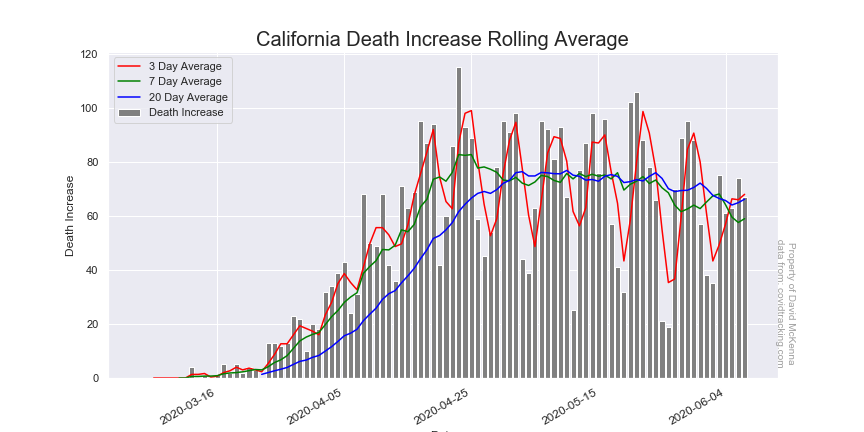 California Death Increase Rolling Average
3 Day Average
7 Day Average
20 Day Average
Death Increase
120
100
80
60
40
20
0
Death Increase
2020-03-16
2020-04-05
2020-04-25
2020-05-15
2020-06-04
Property of David McKenna
data from: covidtracking.com